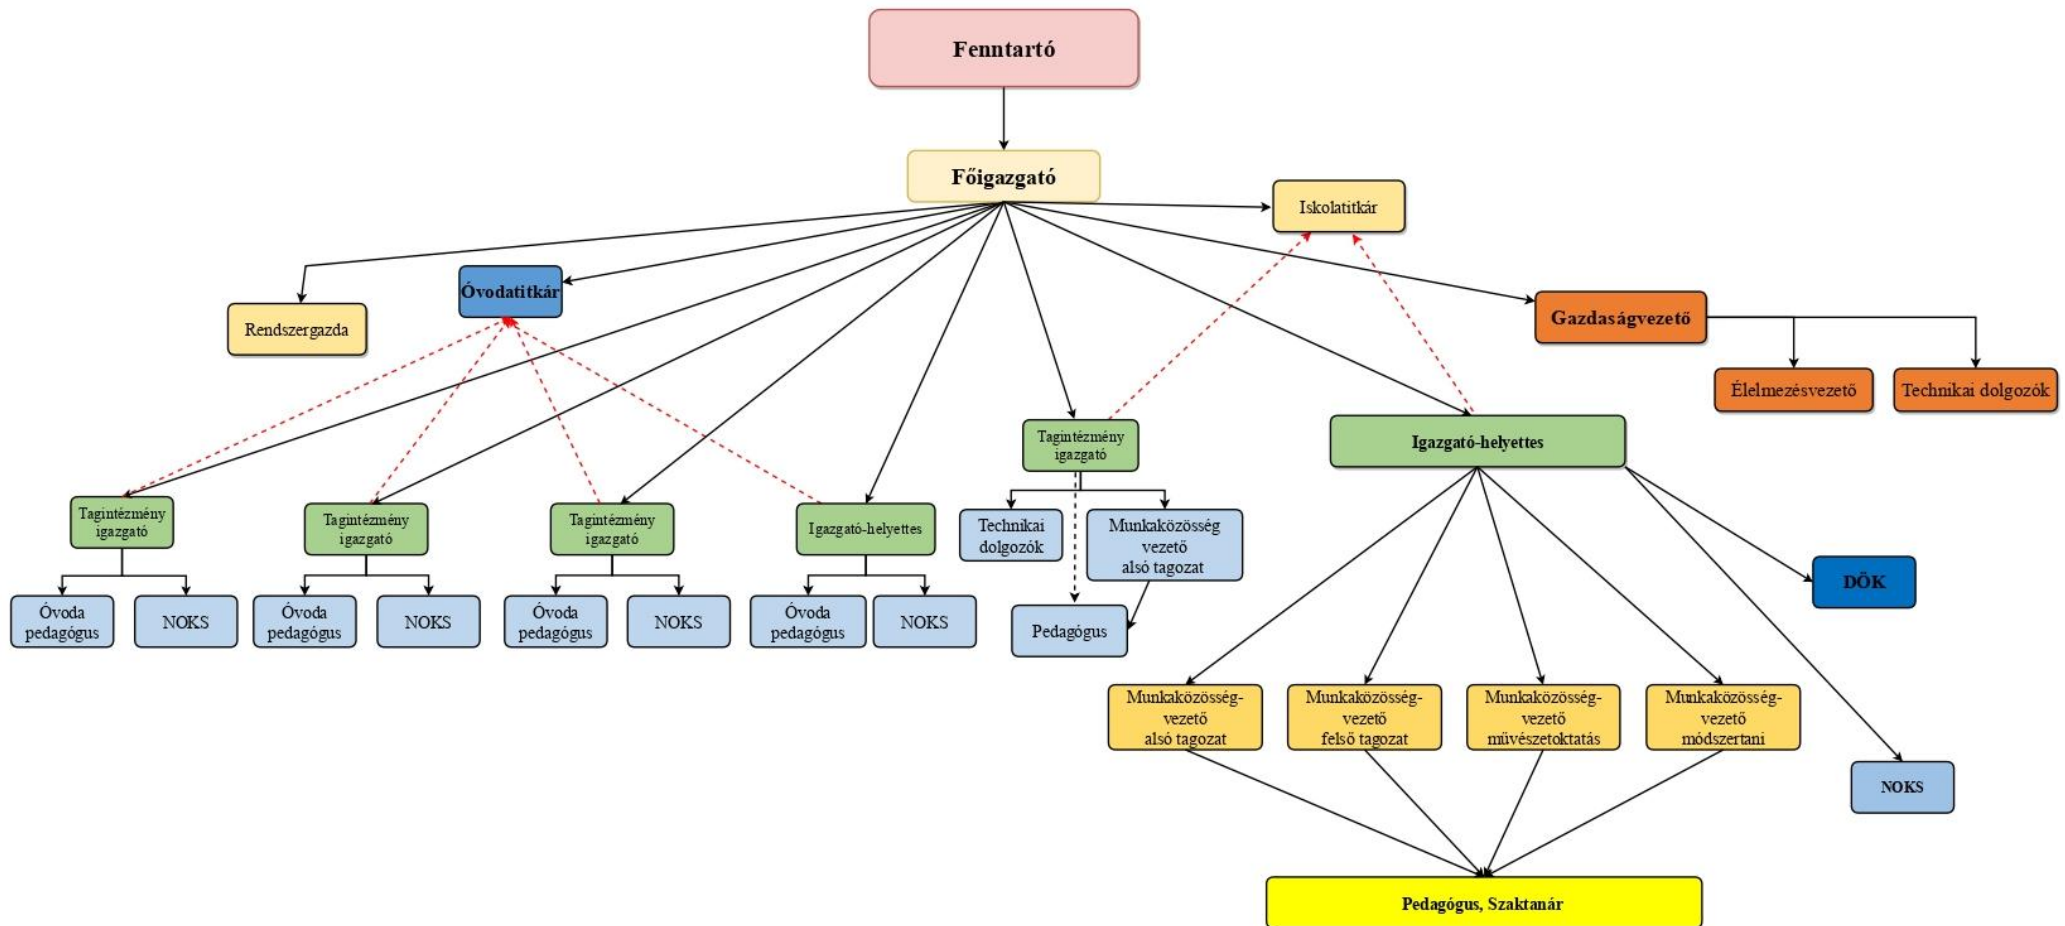 Fenntartó
Főigazgató
Iskolatitkár
Óvodatitkár
Rendszergazda
Gazdaságvezető
Élelmezésvezető
Technikai dolgozók
Tagintézmény
igazgató
Igazgató-helyettes
Tagintézmény
igazgató
Tagintézmény
igazgató
Tagintézmény
igazgató
Igazgató-helyettes
Technikai
dolgozók
Munkaközösség
vezető
alsó tagozat
Óvoda
pedagógus
NOKS
Óvoda
pedagógus
NOKS
Óvoda
pedagógus
NOKS
Óvoda
pedagógus
NOKS
Pedagógus
DÖK
Munkaközösség-
vezető
alsó tagozat
Munkaközösség-
vezető
felső tagozat
Munkaközösség-
vezető
művészetoktatás
Munkaközösség-
vezető
módszertani
NOKS
Pedagógus, Szaktanár